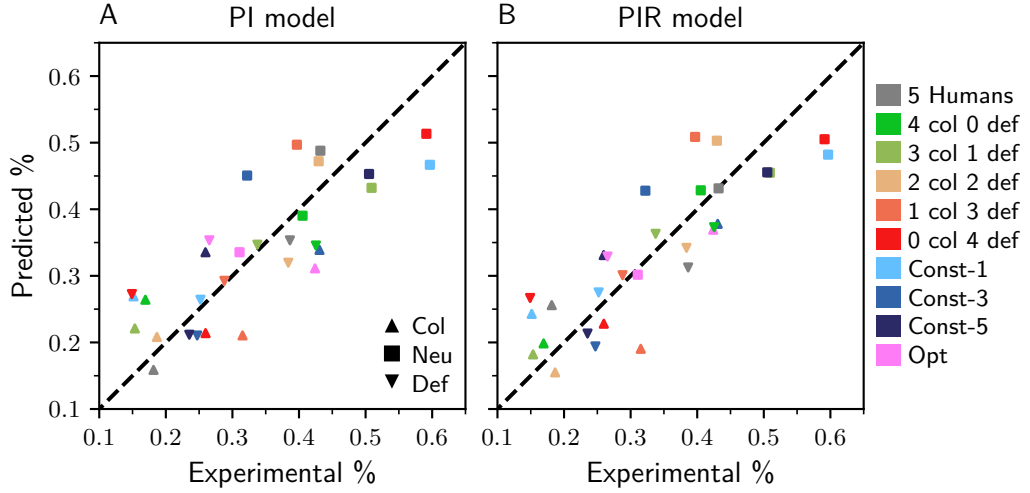 A PI model
B PIR model
0.6
0.5
0.4
0.3
0.2
0.1
Predicted %
0.1 0.2 0.3 0.4 0.5 0.6
Experimental %
Col
Neu
Def
0.1 0.2 0.3 0.4 0.5 0.6
Experimental %
5 Humans
4 col 0 def
3 col 1 def
2 col 2 def
1 col 3 def
0 col 4 def
Const-1
Const-3
Const-5
Opt